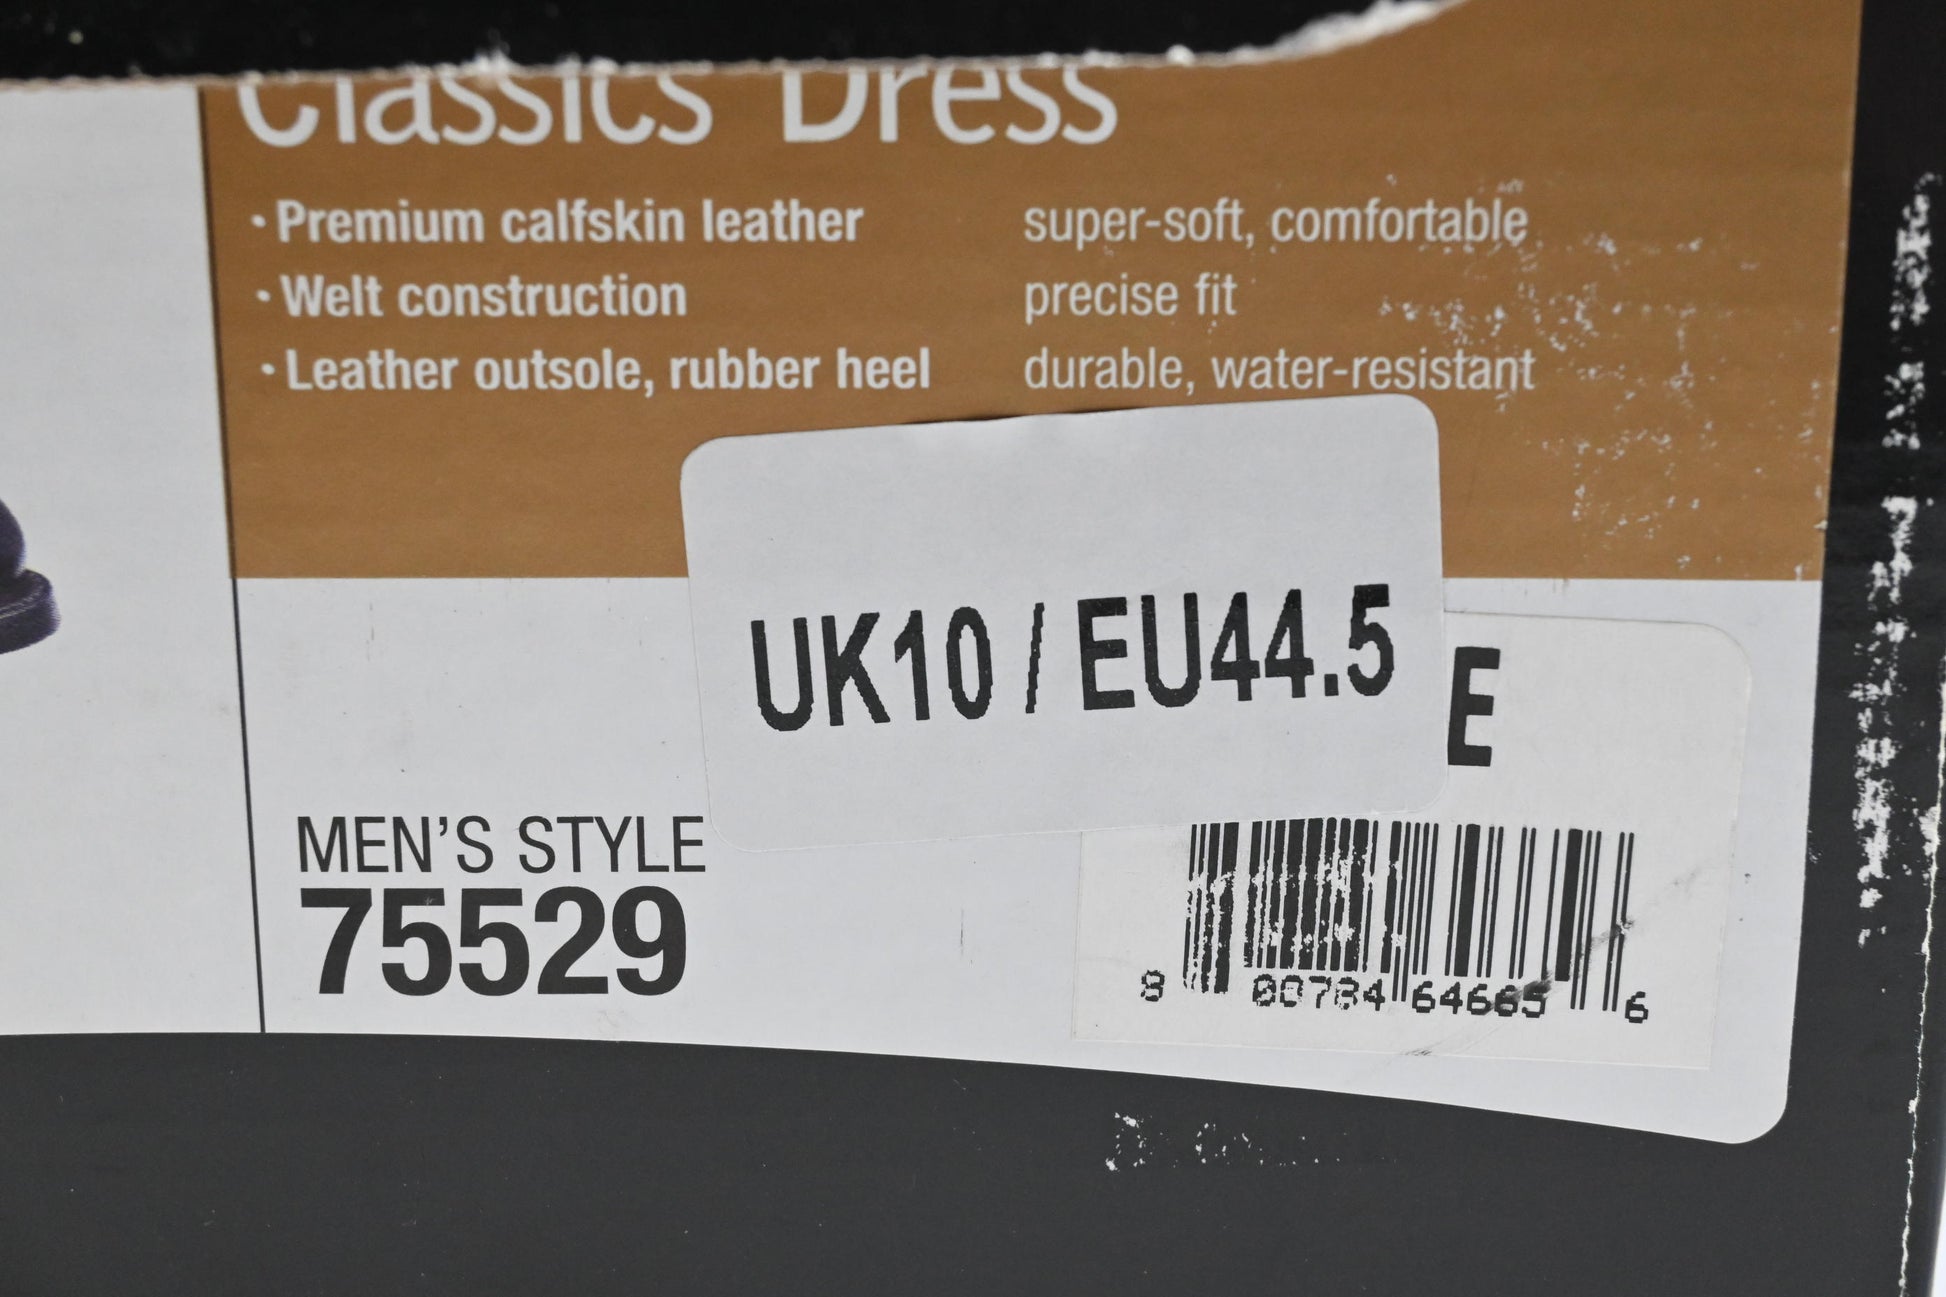 Classics Dress
• Premium calfskin leather super-soft, comfortable
• Welt construction precise fit
• Leather outsole, rubber heel durable, water-resistant
UK10 / EU44.5
E
MEN'S STYLE
75529
8 00784 64665 6